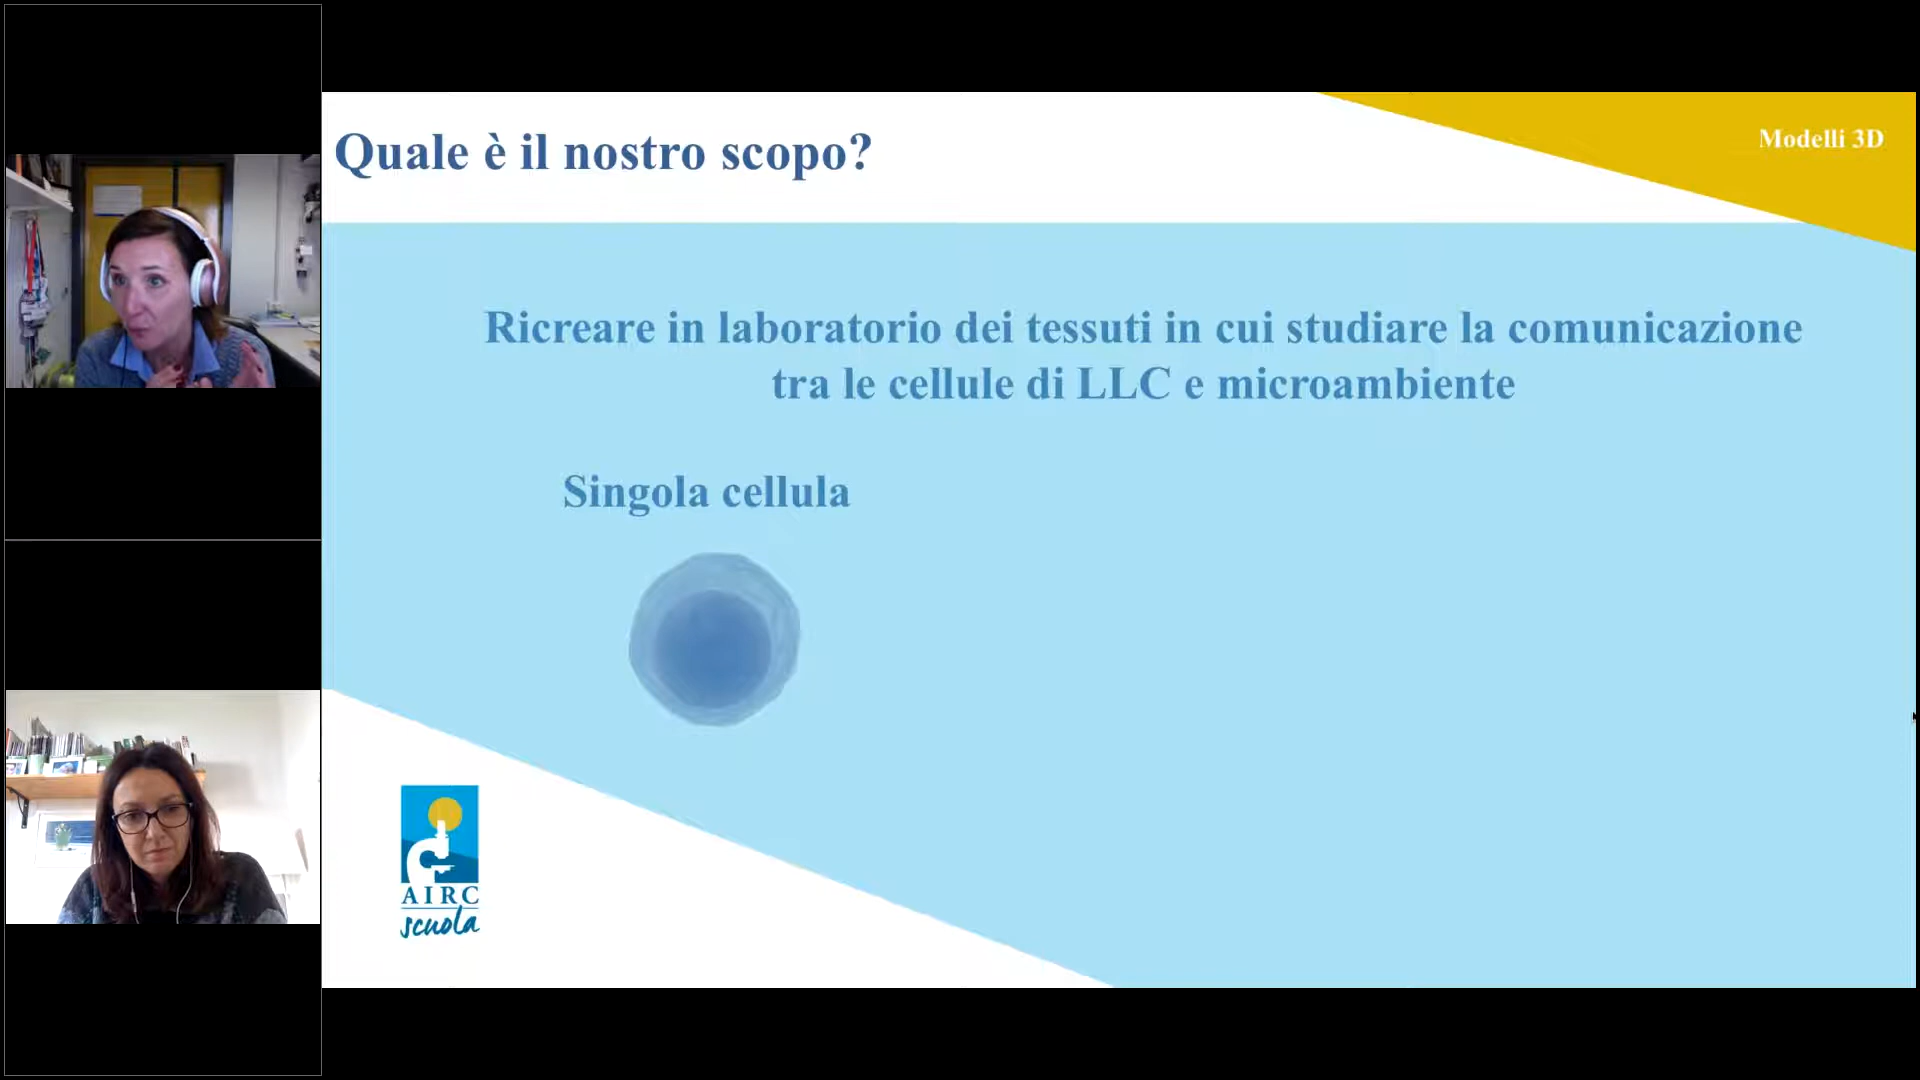 Quale è il nostro scopo?
Modelli 3D
Ricreare in laboratorio dei tessuti in cui studiare la comunicazione
tra le cellule di LLC e microambiente
Singola cellula
AIRC
scuola